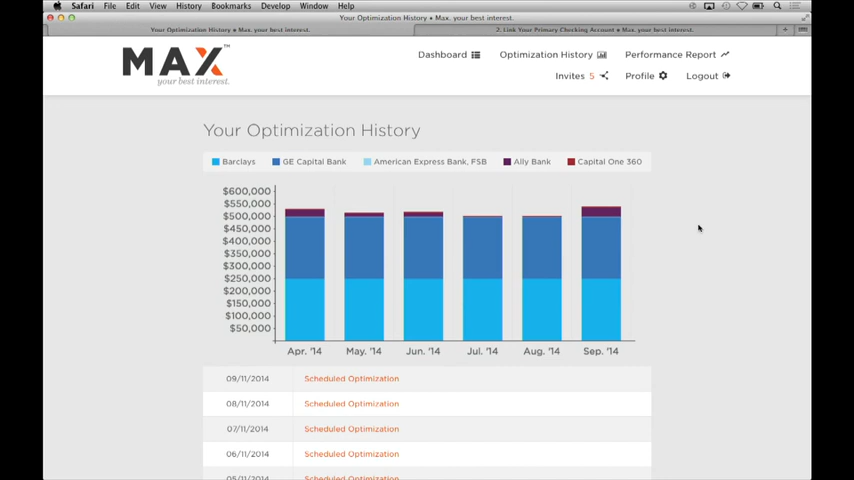 Safari File Edit View History Bookmarks Develop Window Help
Your Optimization History • Max. your best interest.
Your Optimization History • Max. your best interest.
2. Link Your Primary Checking Account • Max. your best interest.
MAX™
your best interest.
Dashboard
Optimization History
Performance Report
Invites 5
Profile
Logout
Your Optimization History
Barclays
GE Capital Bank
American Express Bank, FSB
Ally Bank
Capital One 360
$600,000
$550,000
$500,000
$450,000
$400,000
$350,000
$300,000
$250,000
$200,000
$150,000
$100,000
$50,000
Apr. '14
May. '14
Jun. '14
Jul. '14
Aug. '14
Sep. '14
09/11/2014 Scheduled Optimization
08/11/2014 Scheduled Optimization
07/11/2014 Scheduled Optimization
06/11/2014 Scheduled Optimization
05/11/2014 Scheduled Optimization